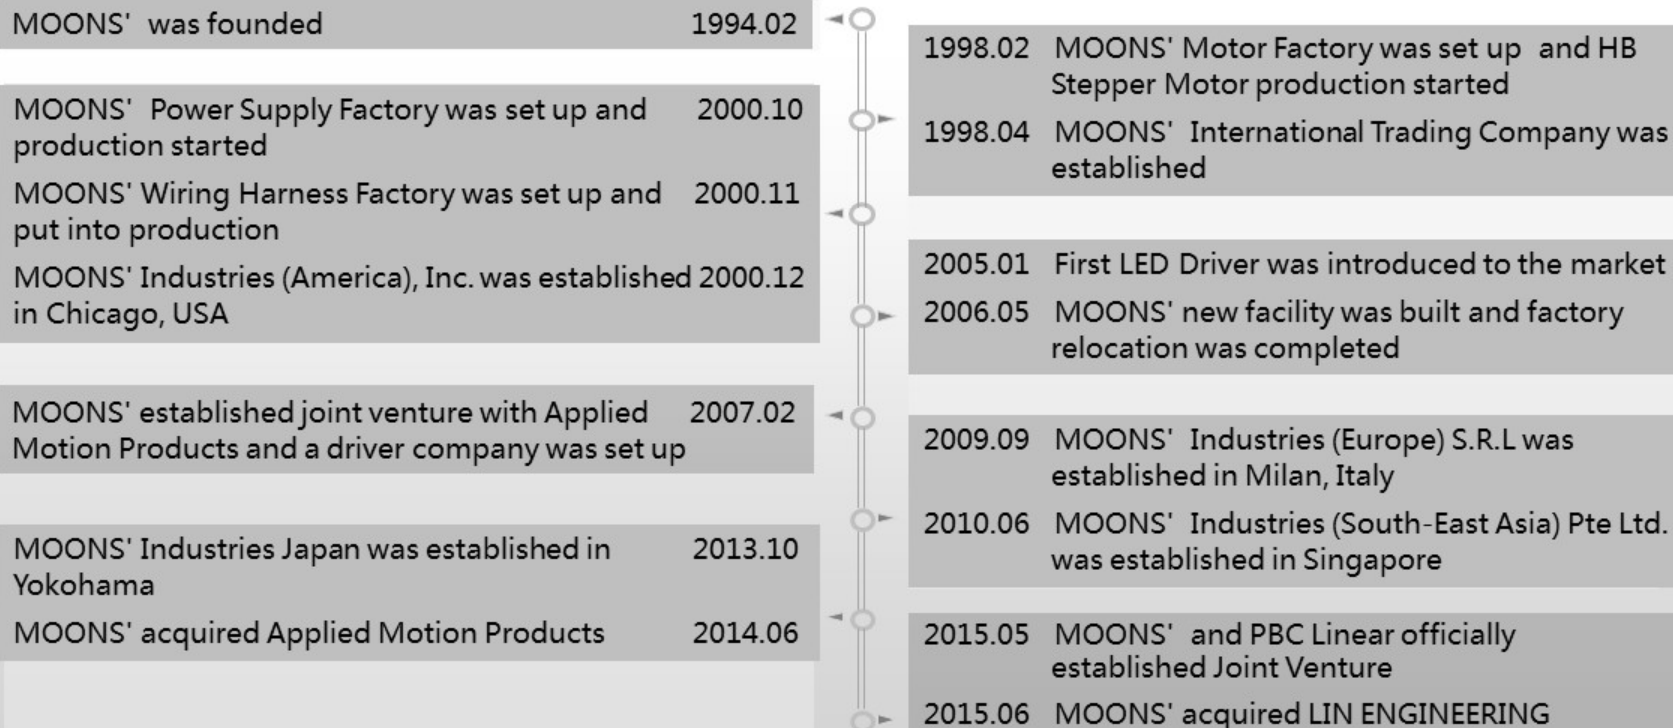 MOONS' was founded 1994.02
1998.02 MOONS' Motor Factory was set up and HB
Stepper Motor production started
1998.04 MOONS' International Trading Company was
established
MOONS' Power Supply Factory was set up and 2000.10
production started
MOONS' Wiring Harness Factory was set up and 2000.11
put into production
MOONS' Industries (America), Inc. was established 2000.12
in Chicago, USA
2005.01 First LED Driver was introduced to the market
2006.05 MOONS' new facility was built and factory
relocation was completed
MOONS' established joint venture with Applied 2007.02
Motion Products and a driver company was set up
2009.09 MOONS' Industries (Europe) S.R.L was
established in Milan, Italy
2010.06 MOONS' Industries (South-East Asia) Pte Ltd.
was established in Singapore
MOONS' Industries Japan was established in 2013.10
Yokohama
MOONS' acquired Applied Motion Products 2014.06
2015.05 MOONS' and PBC Linear officially
established Joint Venture
2015.06 MOONS' acquired LIN ENGINEERING